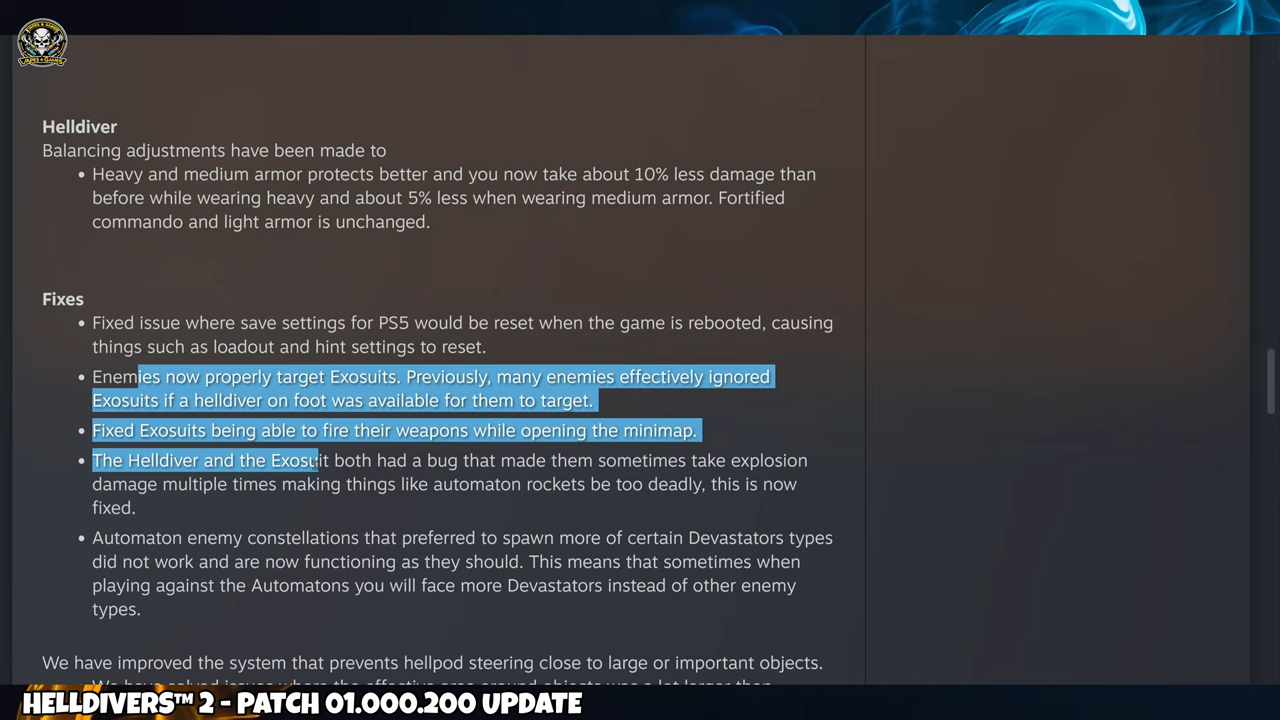 JAPES & GAMES
Helldiver
Balancing adjustments have been made to
• Heavy and medium armor protects better and you now take about 10% less damage than
before while wearing heavy and about 5% less when wearing medium armor. Fortified
commando and light armor is unchanged.
Fixes
• Fixed issue where save settings for PS5 would be reset when the game is rebooted, causing
things such as loadout and hint settings to reset.
• Enemies now properly target Exosuits. Previously, many enemies effectively ignored
Exosuits if a helldiver on foot was available for them to target.
• Fixed Exosuits being able to fire their weapons while opening the minimap.
• The Helldiver and the Exosuit both had a bug that made them sometimes take explosion
damage multiple times making things like automaton rockets be too deadly, this is now
fixed.
• Automaton enemy constellations that preferred to spawn more of certain Devastators types
did not work and are now functioning as they should. This means that sometimes when
playing against the Automatons you will face more Devastators instead of other enemy
types.
We have improved the system that prevents hellpod steering close to large or important objects.
HELLDIVERS™ 2 - PATCH 01.000.200 UPDATE